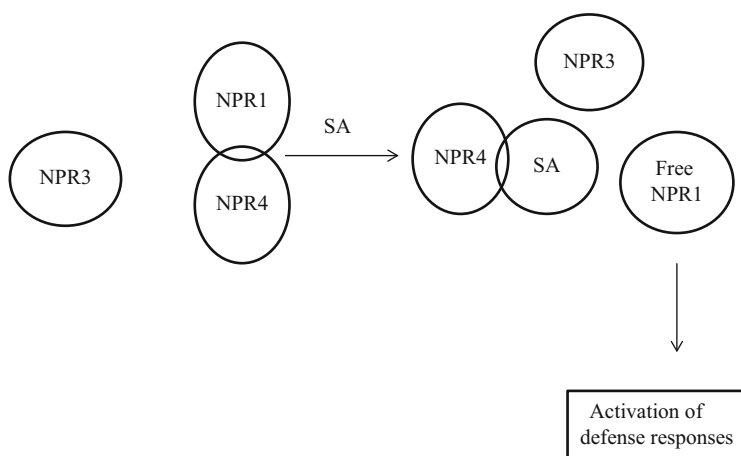 NPR3
NPR1
NPR4
SA
NPR4
SA
NPR3
Free
NPR1
Activation of
defense responses